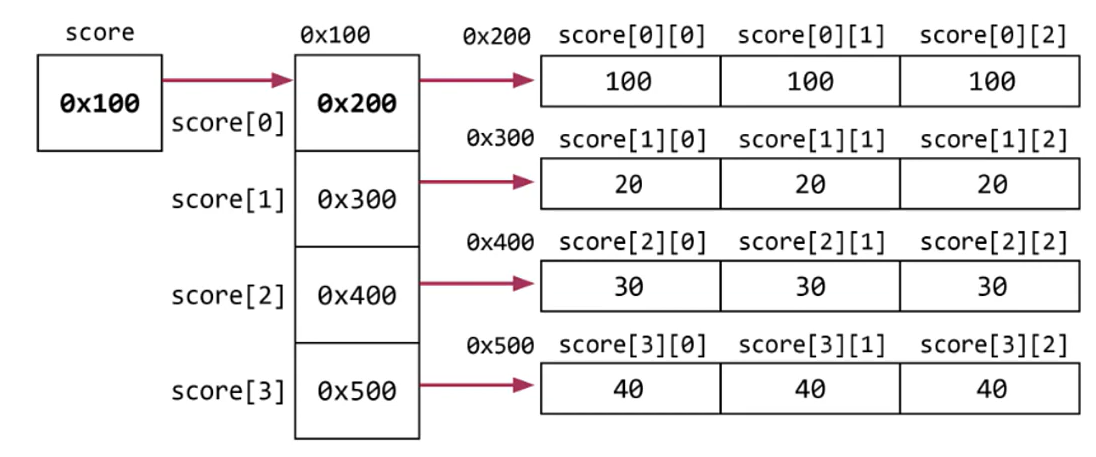 score 0x100 0x200 score[0][0] score[0][1] score[0][2]
0x100 0x200 100 100 100
score[0]
0x300 score[1][0] score[1][1] score[1][2]
score[1] 0x300 20 20 20
0x400 score[2][0] score[2][1] score[2][2]
score[2] 0x400 30 30 30
0x500 score[3][0] score[3][1] score[3][2]
score[3] 0x500 40 40 40